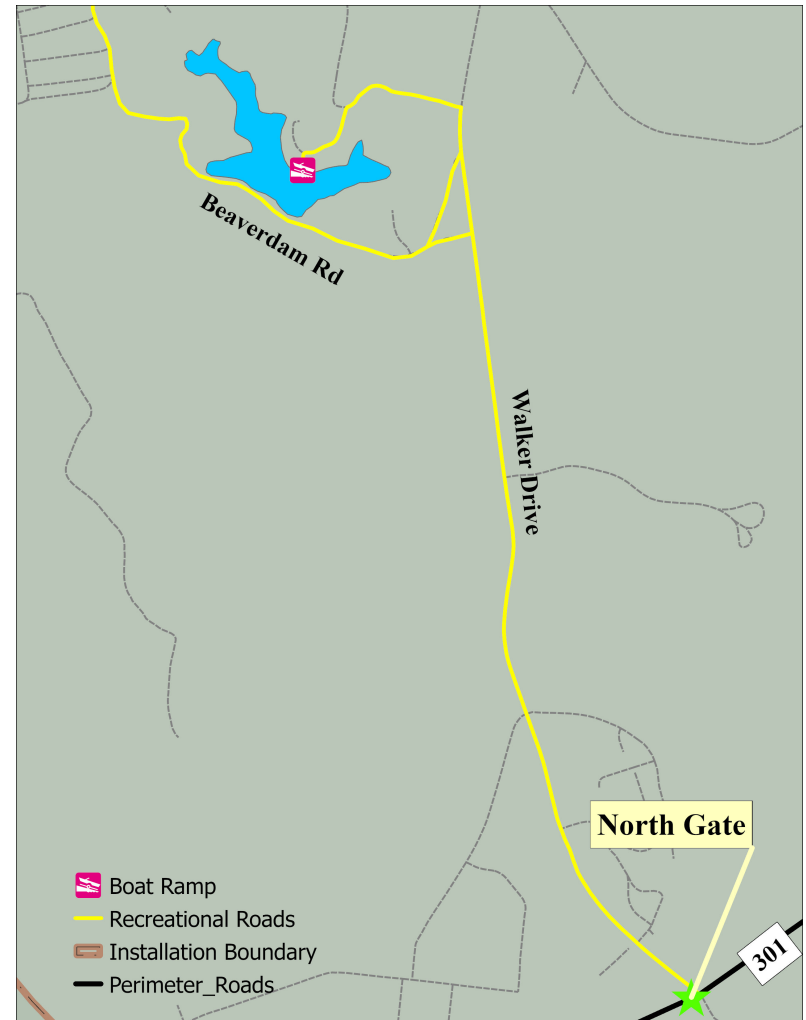 Beaverdam Rd
Walker Drive
North Gate
301
Boat Ramp
Recreational Roads
Installation Boundary
Perimeter_Roads